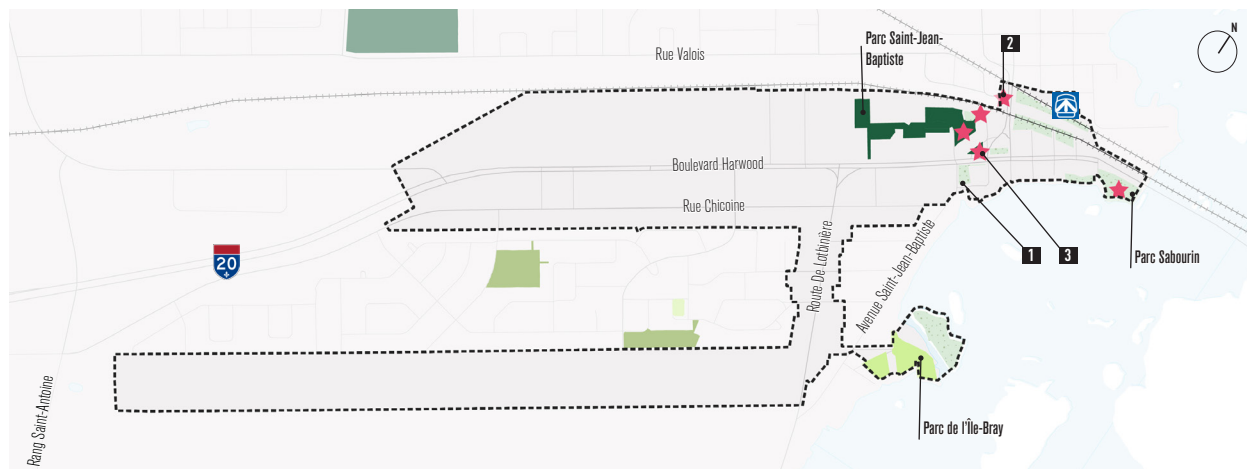 N
Parc Saint-Jean-
Baptiste
2
Rue Valois
Boulevard Harwood
Rue Chicoine
Route De Lotbinière
Avenue Saint-Jean-Baptiste
1
3
Parc Sabourin
20
Parc de l'Île-Bray
Rang Saint-Antoine